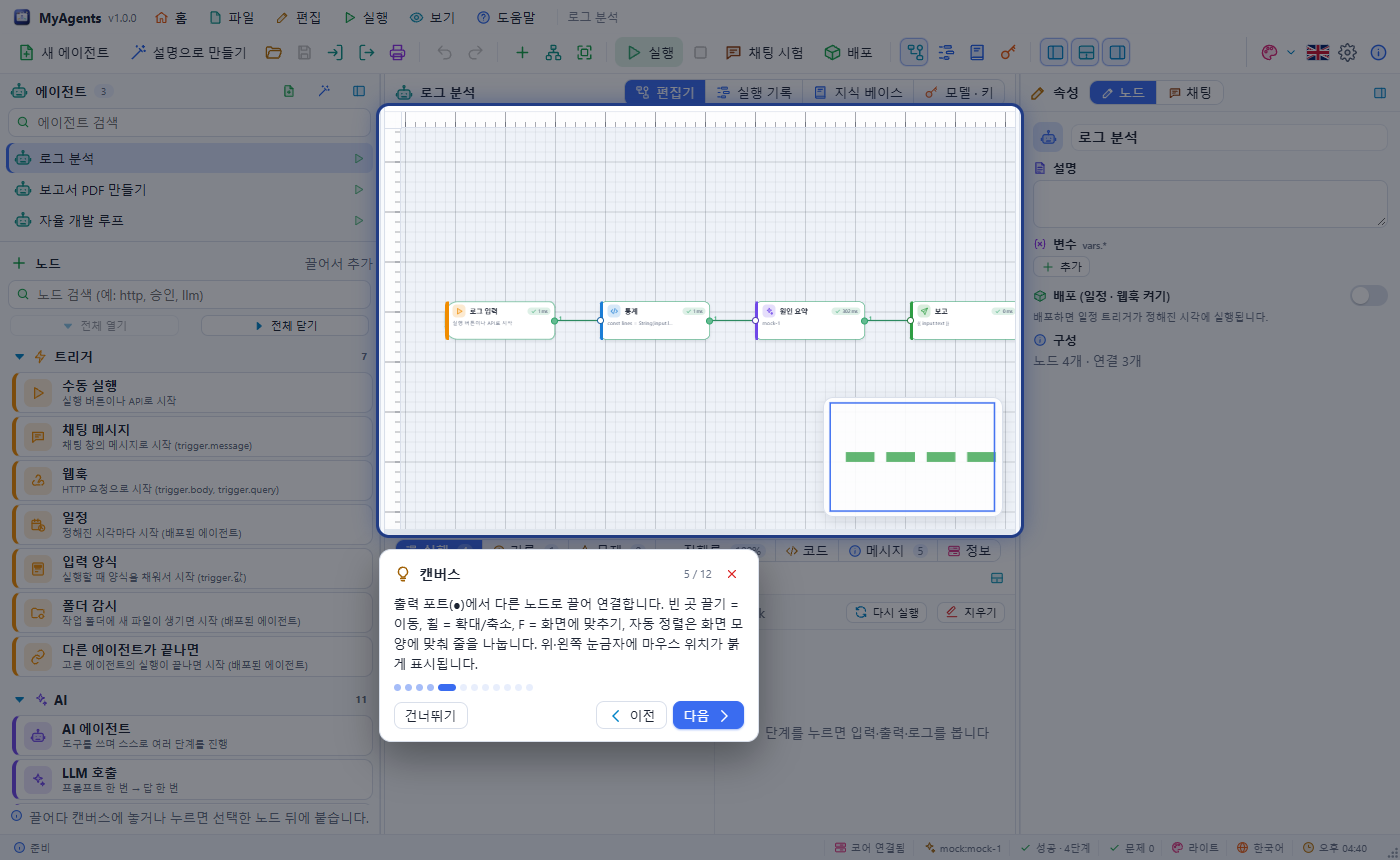 MyAgents v1.0.0 홈 파일 편집 실행 보기 도움말 로그 분석
새 에이전트 설명으로 만들기 실행 채팅 시험 배포
에이전트 3
에이전트 검색
로그 분석
보고서 PDF 만들기
자율 개발 루프
노드 끌어서 추가
노드 검색 (예: http, 승인, llm)
전체 열기 전체 닫기
트리거 7
수동 실행
실행 버튼이나 API로 시작
채팅 메시지
채팅 창의 메시지로 시작 (trigger.message)
웹훅
HTTP 요청으로 시작 (trigger.body, trigger.query)
일정
정해진 시각마다 시작 (배포된 에이전트)
입력 양식
실행할 때 양식을 채워서 시작 (trigger.값)
폴더 감시
작업 폴더에 새 파일이 생기면 시작 (배포된 에이전트)
다른 에이전트가 끝나면
고른 에이전트의 실행이 끝나면 시작 (배포된 에이전트)
AI 11
AI 에이전트
도구를 쓰며 스스로 여러 단계를 진행
LLM 호출
프롬프트 한 번 → 답 한 번
끌어다 캔버스에 놓거나 누르면 선택한 노드 뒤에 붙습니다.
로그 분석 편집기 실행 기록 지식 베이스 모델 · 키
로그 입력 1ms
실행 버튼이나 API로 시작
통계 1ms
const lines = String(input.t..
원인 요약 302ms
mock-1
보고 0ms
코드 메시지 5 정보
다시 실행 지우기
단계를 누르면 입력·출력·로그를 봅니다
캔버스 5 / 12
출력 포트(●)에서 다른 노드로 끌어 연결합니다. 빈 곳 끌기 =
이동, 휠 = 확대/축소, F = 화면에 맞추기, 자동 정렬은 화면 모
양에 맞춰 줄을 나눕니다. 위·왼쪽 눈금자에 마우스 위치가 붉
게 표시됩니다.
건너뛰기 이전 다음
속성 노드 채팅
로그 분석
설명
변수 vars.*
추가
배포 (일정 · 웹훅 켜기)
배포하면 일정 트리거가 정해진 시각에 실행됩니다.
구성
노드 4개 · 연결 3개
준비 코어 연결됨 mock:mock-1 성공 · 4단계 문제 0 라이트 한국어 오후 04:40